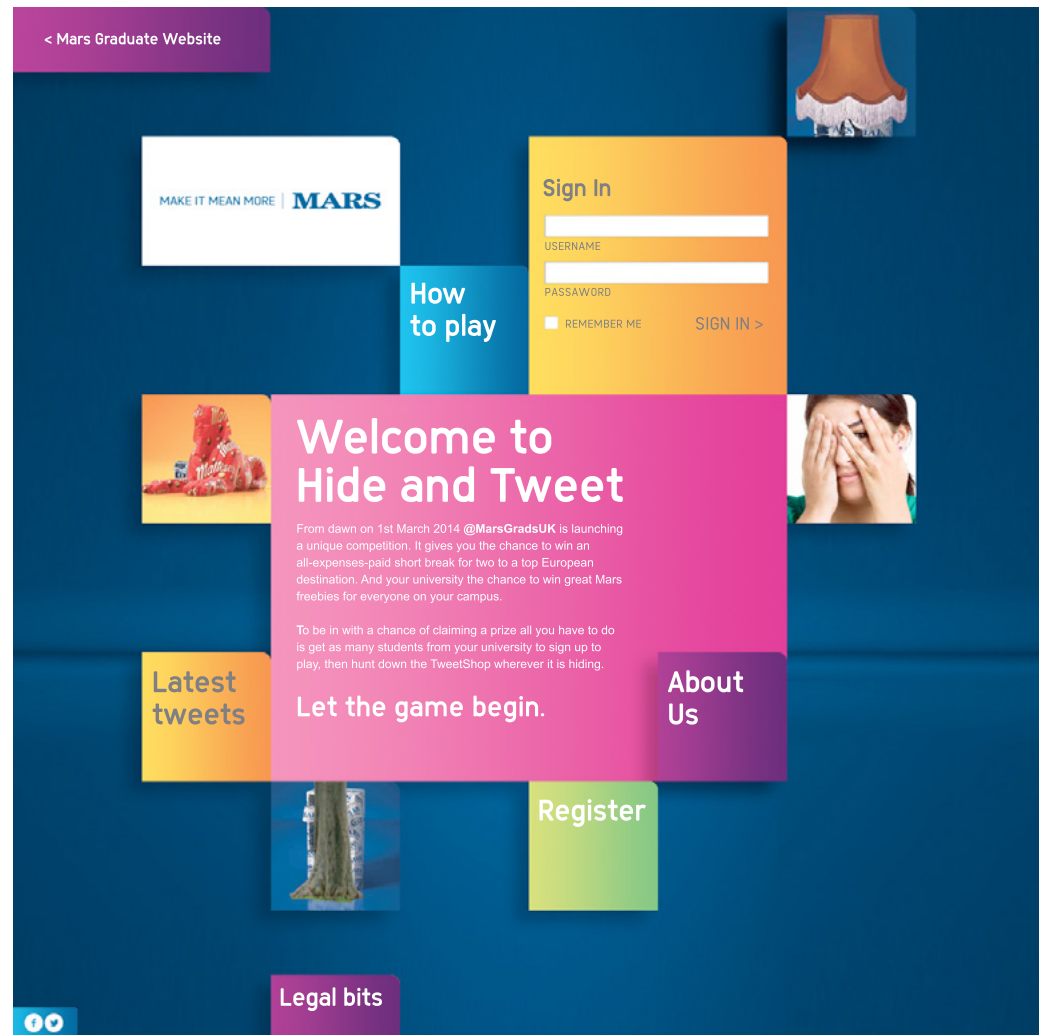 < Mars Graduate Website
MAKE IT MEAN MORE | MARS
Sign In
USERNAME
PASSAWORD
REMEMBER ME
SIGN IN >
How
to play
Welcome to
Hide and Tweet
From dawn on 1st March 2014 @MarsGradsUK is launching
a unique competition. It gives you the chance to win an
all-expenses-paid short break for two to a top European
destination. And your university the chance to win great Mars
freebies for everyone on your campus.
To be in with a chance of claiming a prize all you have to do
is get as many students from your university to sign up to
play, then hunt down the TweetShop wherever it is hiding.
Let the game begin.
Latest
tweets
About
Us
Register
Legal bits